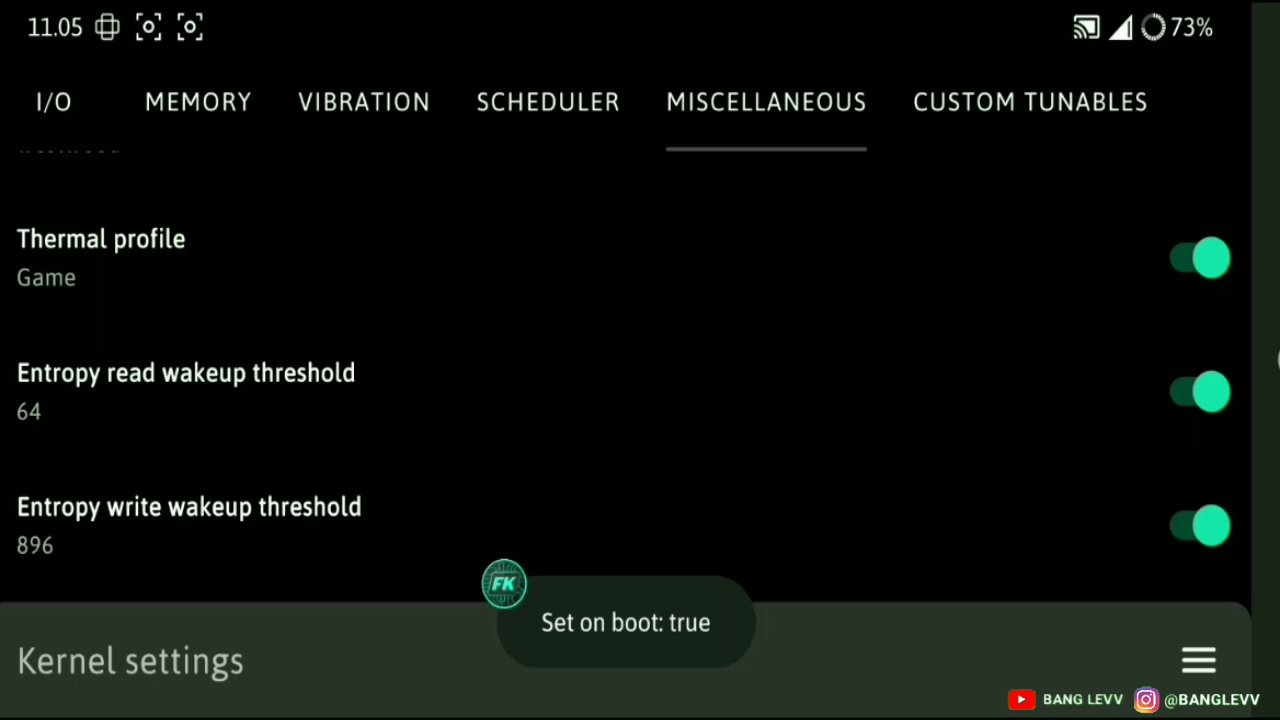 11.05 73%
I/O MEMORY VIBRATION SCHEDULER MISCELLANEOUS CUSTOM TUNABLES
Thermal profile
Game
Entropy read wakeup threshold
64
Entropy write wakeup threshold
896
FK
Set on boot: true
Kernel settings
BANG LEVV @BANGLEVV